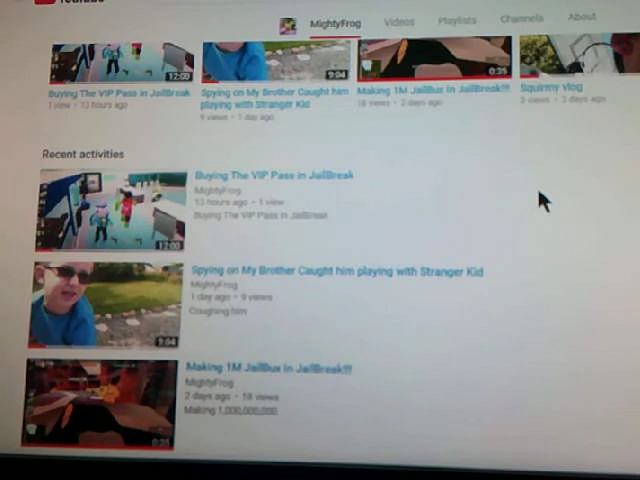 YouTube
MightyFrog Videos Playlists Channels About
12:00 9:04 0:35
Buying The VIP Pass in JailBreak
1 view • 13 hours ago
Spying on My Brother Caught him
playing with Stranger Kid
9 views • 1 day ago
Making 1M JailBux In JailBreak!!!
18 views • 2 days ago
Squirmy vlog
3 views • 3 days ago
Recent activities
Buying The VIP Pass in JailBreak
MightyFrog
13 hours ago • 1 view
Buying The VIP Pass in JailBreak
12:00
Spying on My Brother Caught him playing with Stranger Kid
MightyFrog
1 day ago • 9 views
Coughing him
9:04
Making 1M JailBux In JailBreak!!!
MightyFrog
2 days ago • 18 views
Making 1,000,000,000
0:35